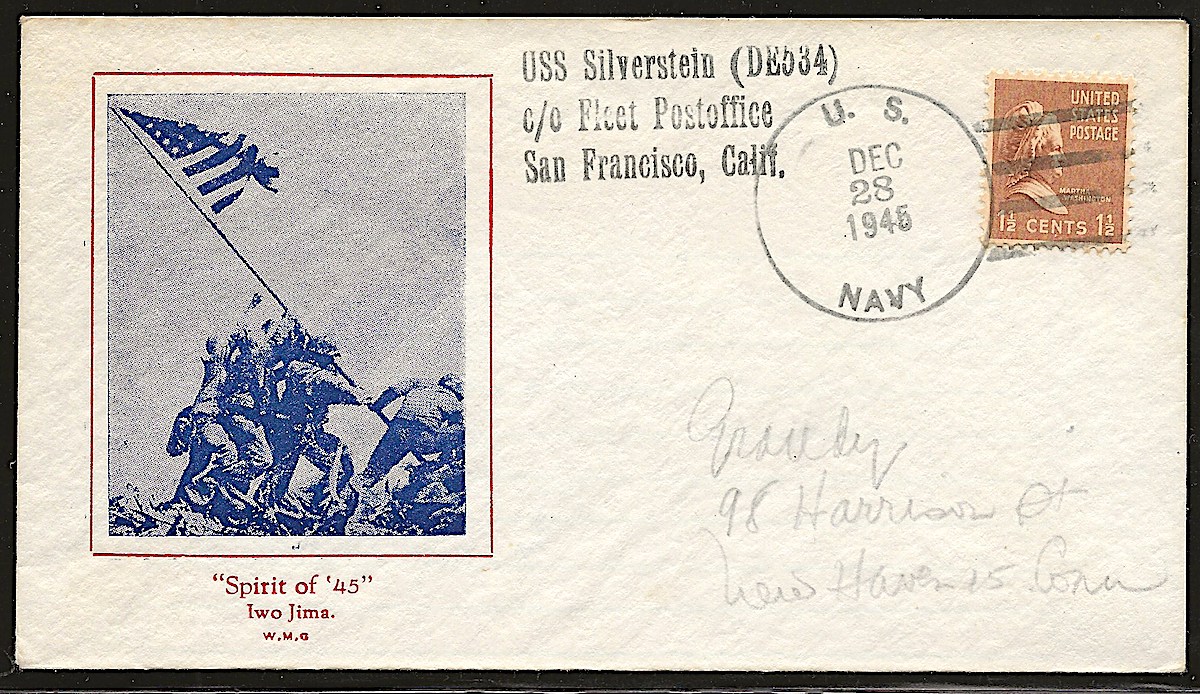 USS Silverstein (DE534)
c/o Fleet Postoffice
San Francisco, Calif.
U. S.
DEC
28
1945
NAVY
UNITED
STATES
POSTAGE
MARTHA
WASHINGTON
1½ CENTS 1½
98 Harrison St
New Haven 15 Conn
"Spirit of '45"
Iwo Jima.
W.M.G